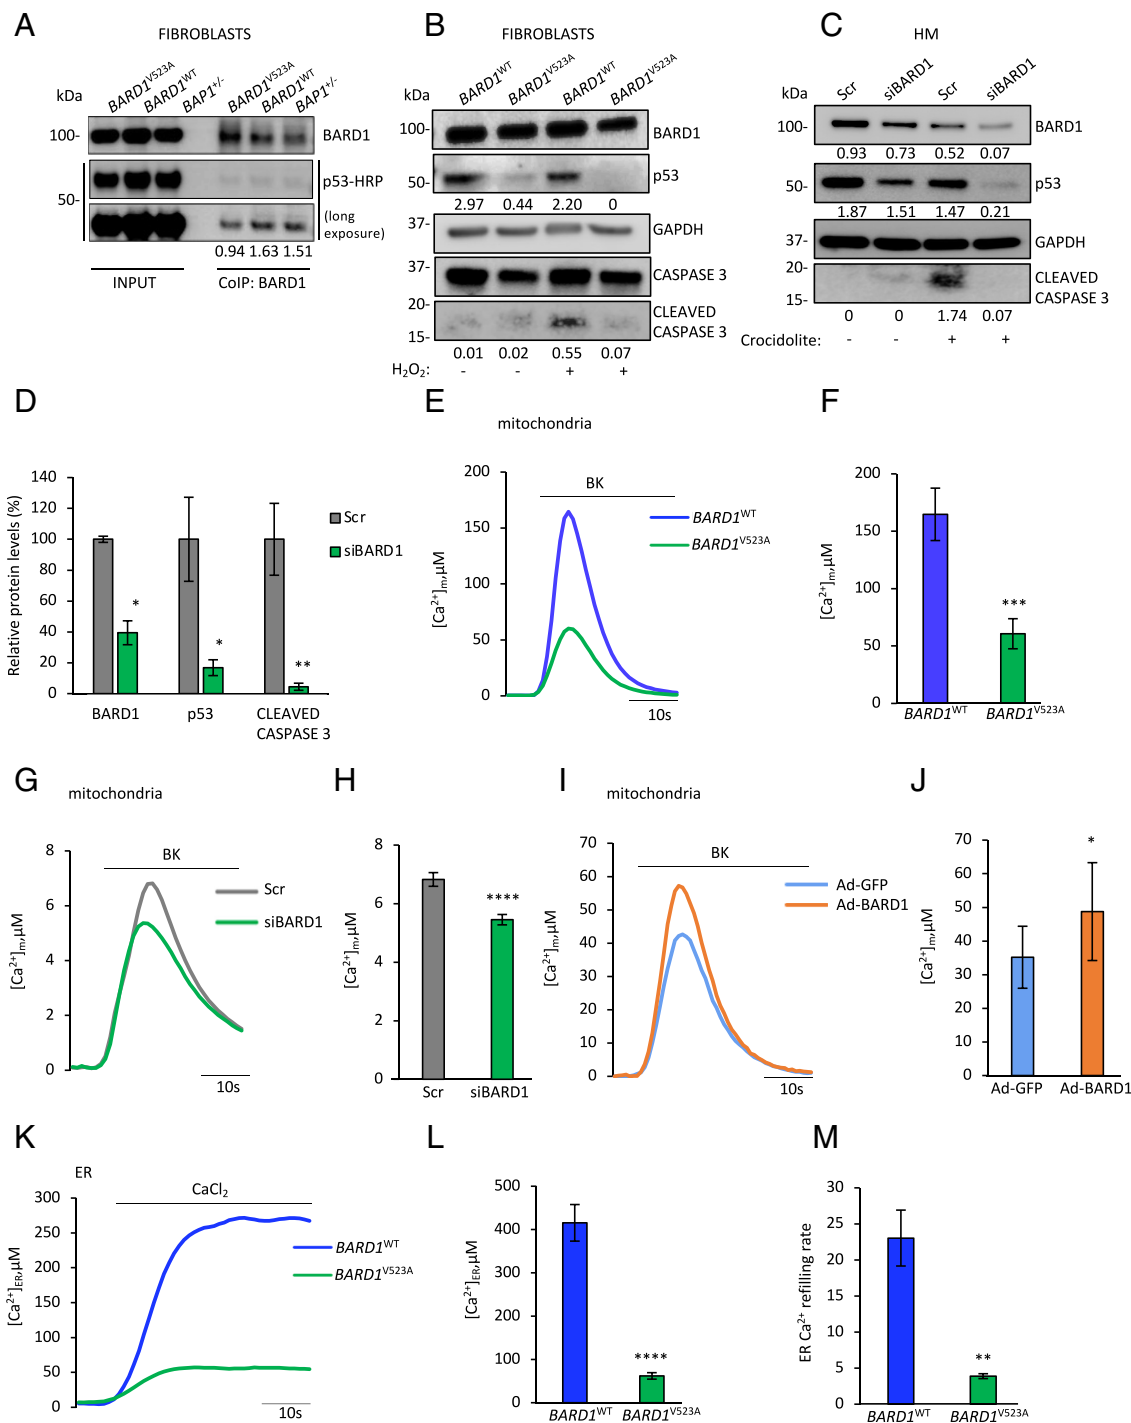 A
FIBROBLASTS
kDa
BARD1V523A
BARD1WT
BAP1+/-
BARD1V523A
BARD1WT
BAP1+/-
100-
BARD1
p53-HRP
50-
(long
exposure)
0.94 1.63 1.51
INPUT
CoIP: BARD1
B
FIBROBLASTS
kDa
BARD1WT
BARD1V523A
BARD1WT
BARD1V523A
100-
BARD1
50-
p53
2.97 0.44 2.20 0
37-
GAPDH
37-
CASPASE 3
20-
15-
CLEAVED
CASPASE 3
0.01 0.02 0.55 0.07
H2O2: - - + +
C
HM
kDa
Scr
siBARD1
Scr
siBARD1
100-
BARD1
0.93 0.73 0.52 0.07
50-
p53
1.87 1.51 1.47 0.21
37-
GAPDH
20-
15-
CLEAVED
CASPASE 3
0 0 1.74 0.07
Crocidolite: - - + +
D
Relative protein levels (%)
140
120
100
80
60
40
20
0
Scr
siBARD1
*
*
**
BARD1
p53
CLEAVED
CASPASE 3
E
mitochondria
[Ca2+]m,µM
200
150
100
50
0
BK
BARD1WT
BARD1V523A
10s
F
[Ca2+]m,µM
200
150
100
50
0
***
BARD1WT
BARD1V523A
G
mitochondria
[Ca2+]m,µM
8
6
4
2
0
BK
Scr
siBARD1
10s
H
[Ca2+]m,µM
8
6
4
2
0
****
Scr
siBARD1
I
mitochondria
[Ca2+]m,µM
70
60
50
40
30
20
10
0
BK
Ad-GFP
Ad-BARD1
10s
J
[Ca2+]m,µM
70
60
50
40
30
20
10
0
*
Ad-GFP
Ad-BARD1
K
ER
[Ca2+]ER,µM
300
250
200
150
100
50
0
CaCl2
BARD1WT
BARD1V523A
10s
L
[Ca2+]ER,µM
500
400
300
200
100
0
****
BARD1WT
BARD1V523A
M
ER Ca2+ refilling rate
30
25
20
15
10
5
0
**
BARD1WT
BARD1V523A